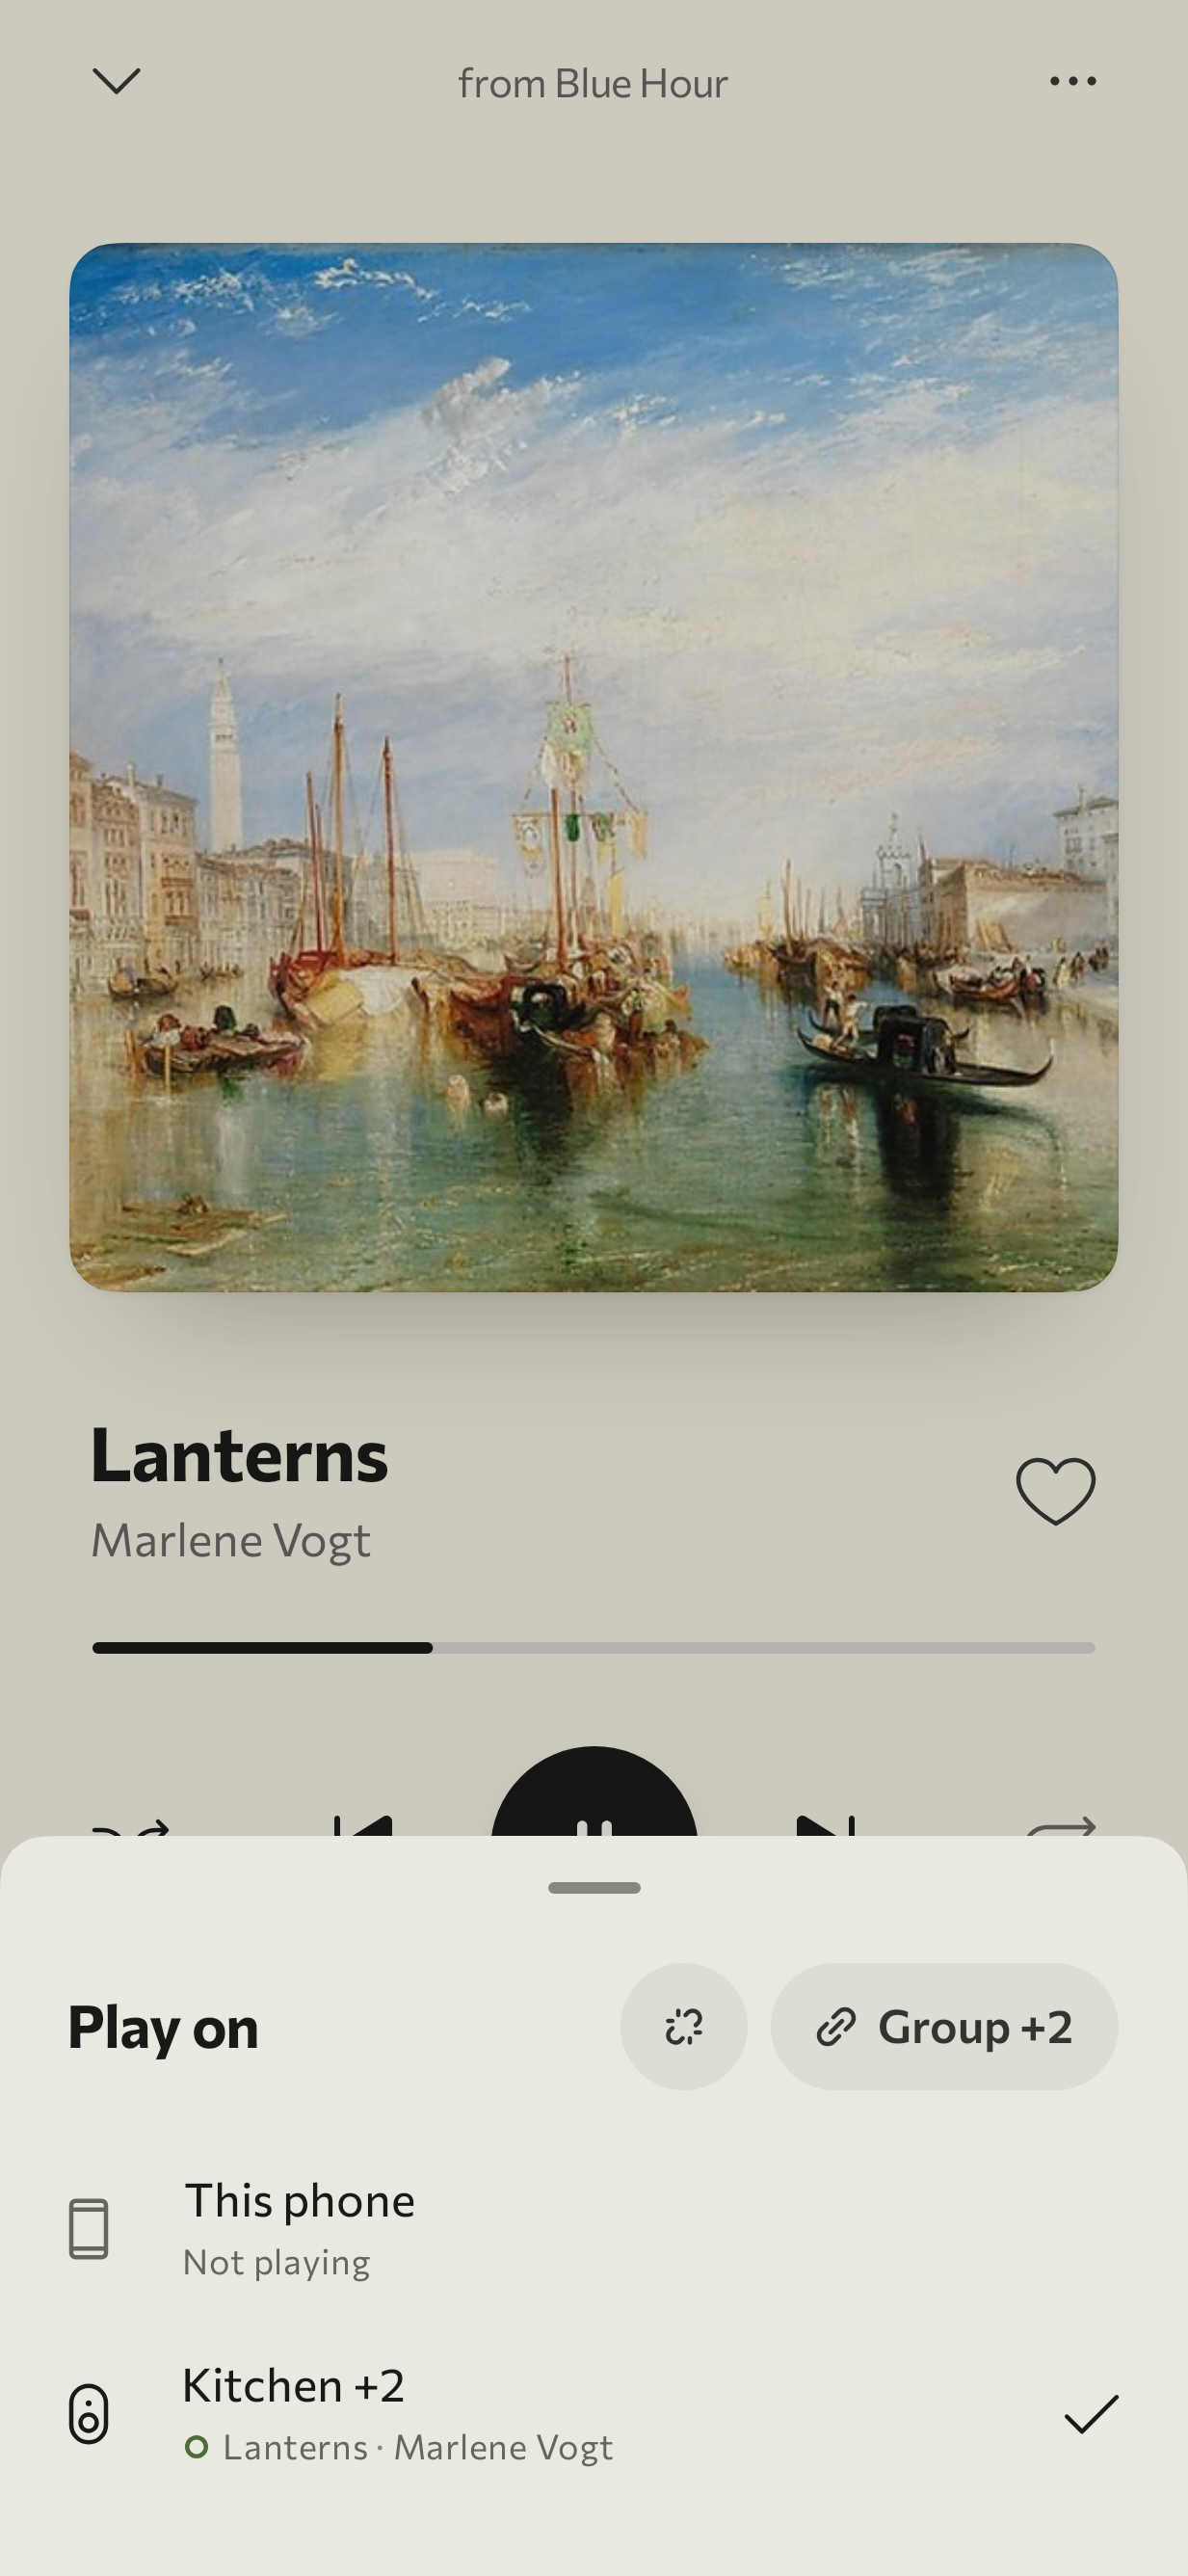 from Blue Hour
Lanterns
Marlene Vogt
Play on
Group +2
This phone
Not playing
Kitchen +2
Lanterns · Marlene Vogt